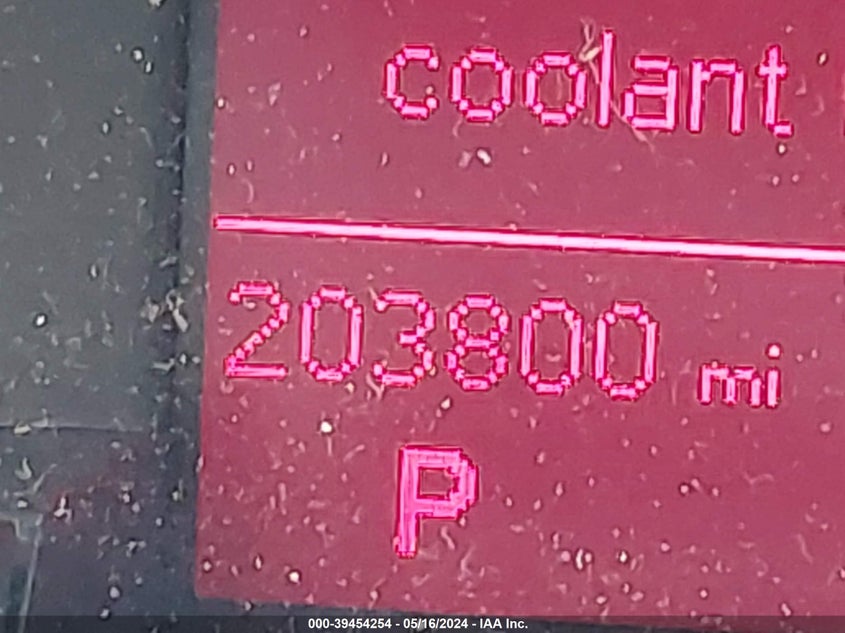 coolant
203800 mi
P
000-39454254 - 05/16/2024 - IAA Inc.